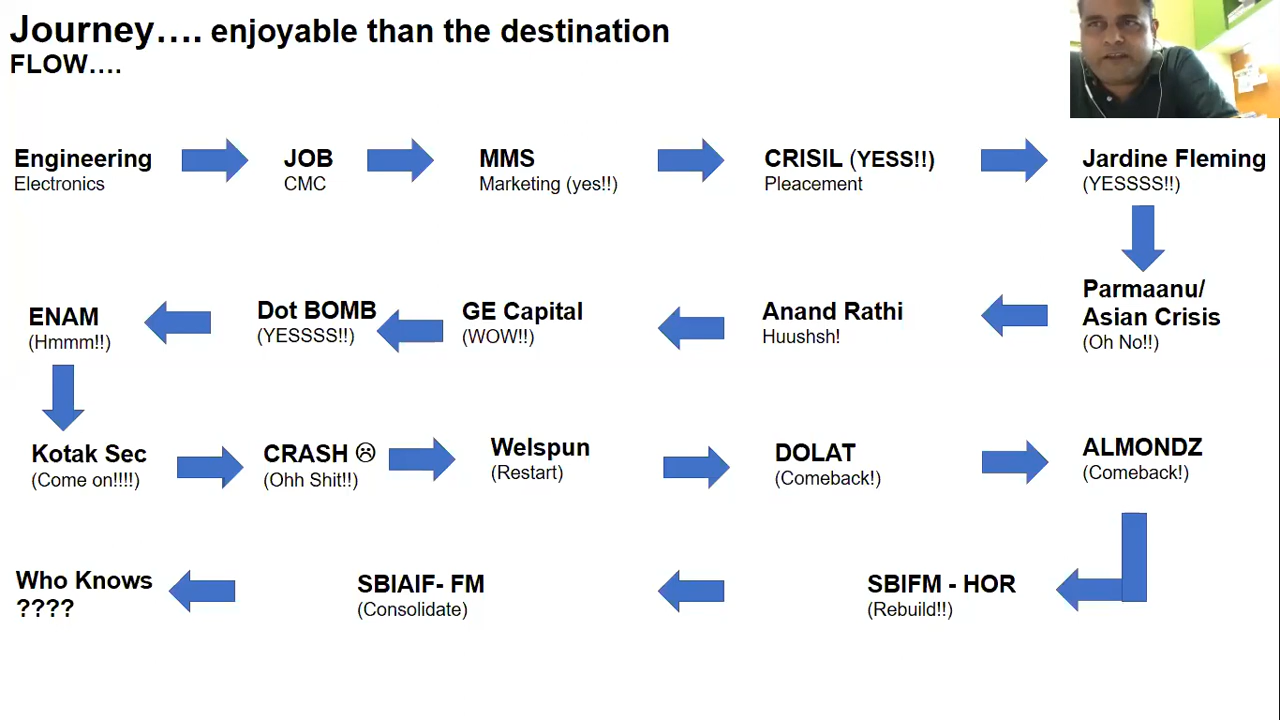 Journey…. enjoyable than the destination
FLOW….
Engineering
Electronics
JOB
CMC
MMS
Marketing (yes!!)
CRISIL (YESS!!)
Pleacement
Jardine Fleming
(YESSSS!!)
Parmaanu/
Asian Crisis
(Oh No!!)
Anand Rathi
Huushsh!
GE Capital
(WOW!!)
Dot BOMB
(YESSSS!!)
ENAM
(Hmmm!!)
Kotak Sec
(Come on!!!!)
CRASH ☹
(Ohh Shit!!)
Welspun
(Restart)
DOLAT
(Comeback!)
ALMONDZ
(Comeback!)
SBIFM - HOR
(Rebuild!!)
SBIAIF- FM
(Consolidate)
Who Knows
????